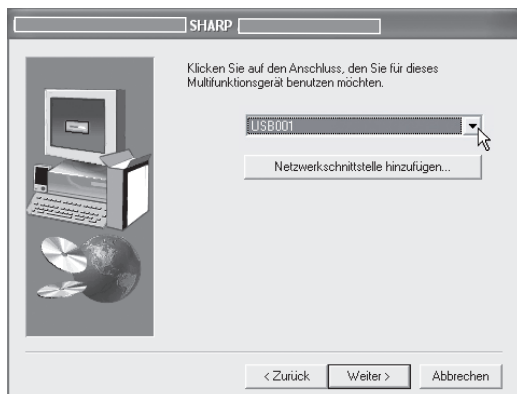 SHARP
Klicken Sie auf den Anschluss, den Sie für dieses
Multifunktionsgerät benutzen möchten.
USB001
Netzwerkschnittstelle hinzufügen...
< Zurück
Weiter >
Abbrechen